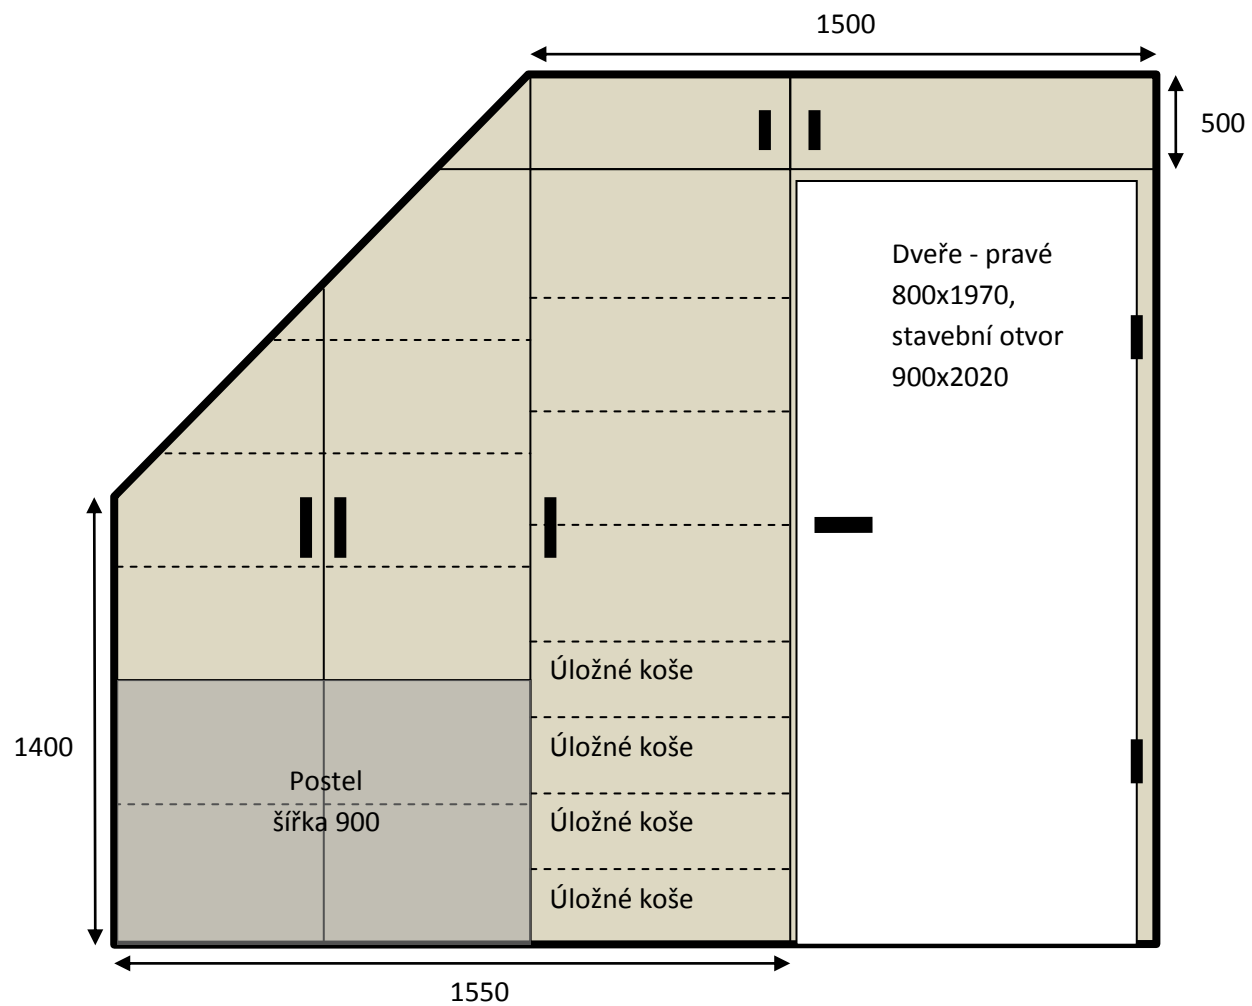 1500
500
Dveře - pravé
800x1970,
stavební otvor
900x2020
Úložné koše
1400
Úložné koše
Postel
šířka 900
Úložné koše
Úložné koše
1550